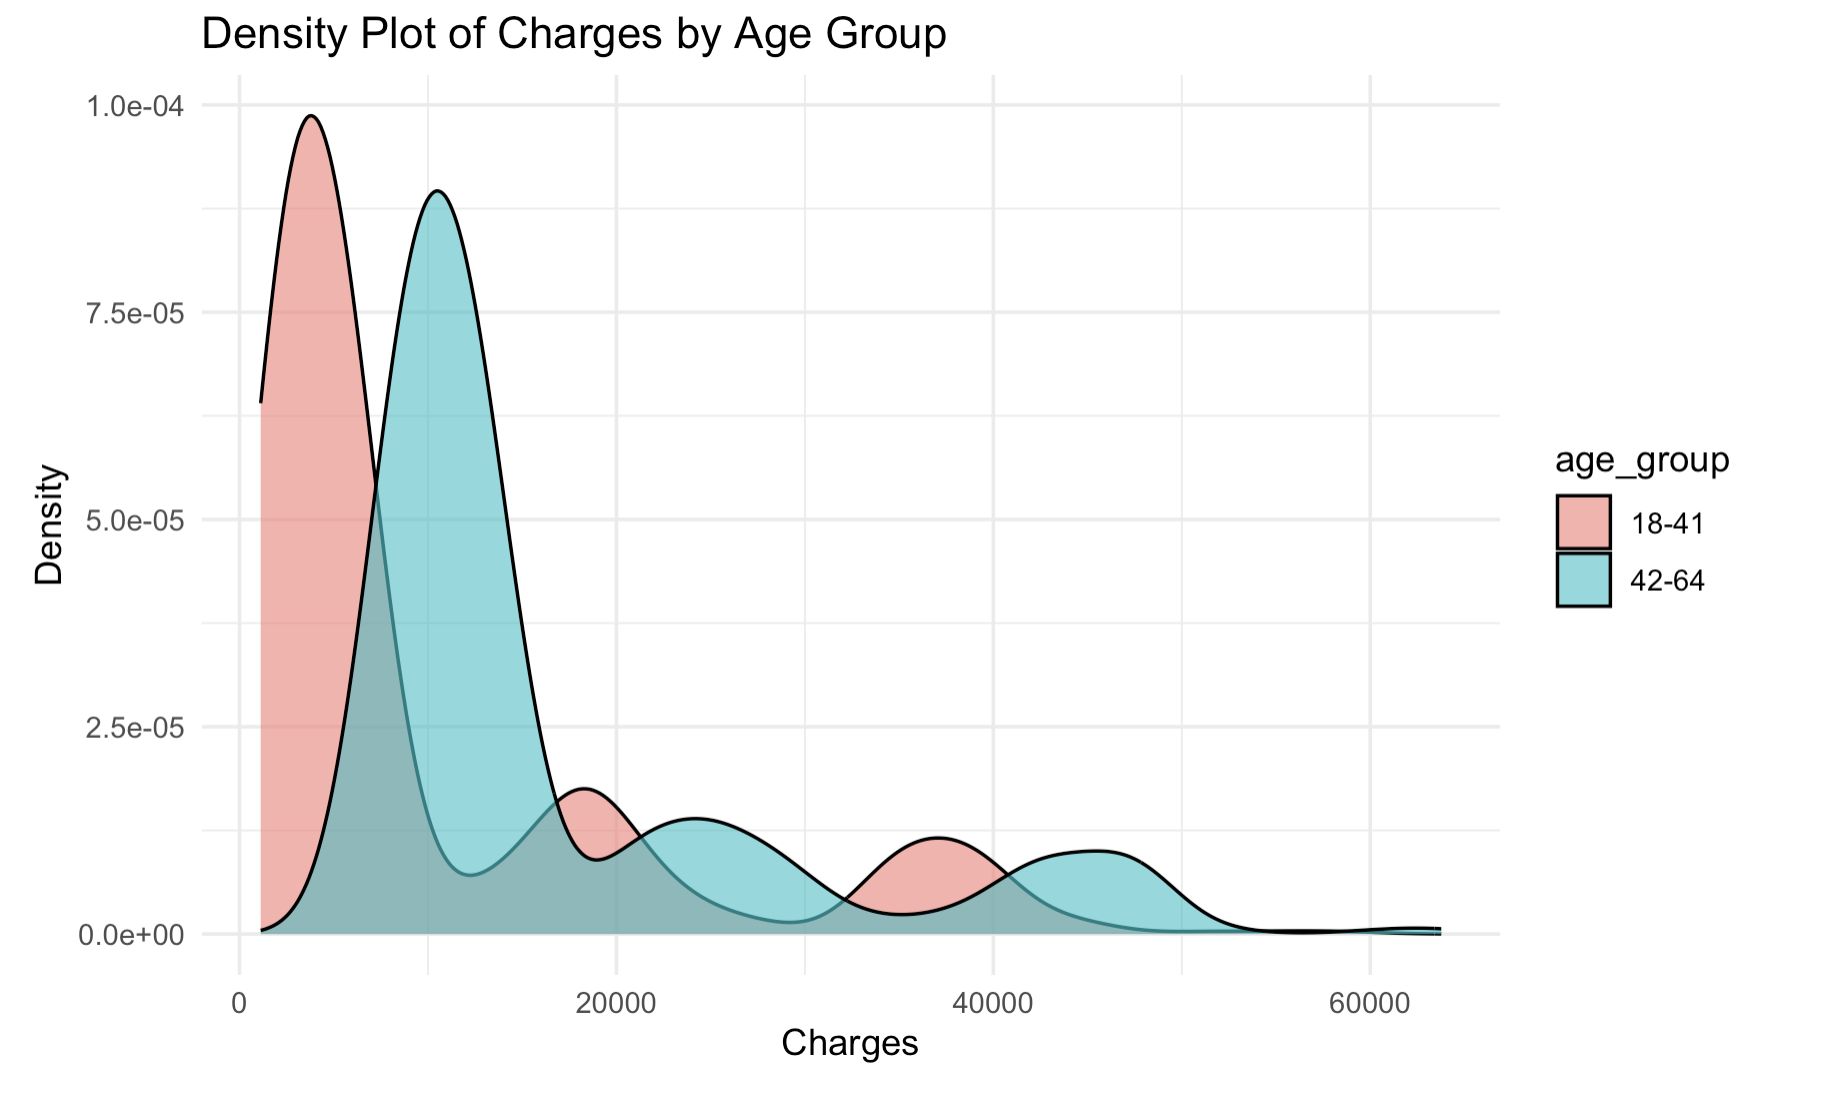 Density Plot of Charges by Age Group
1.0e-04
7.5e-05
5.0e-05
2.5e-05
0.0e+00
Density
0
20000
40000
60000
Charges
age_group
18-41
42-64